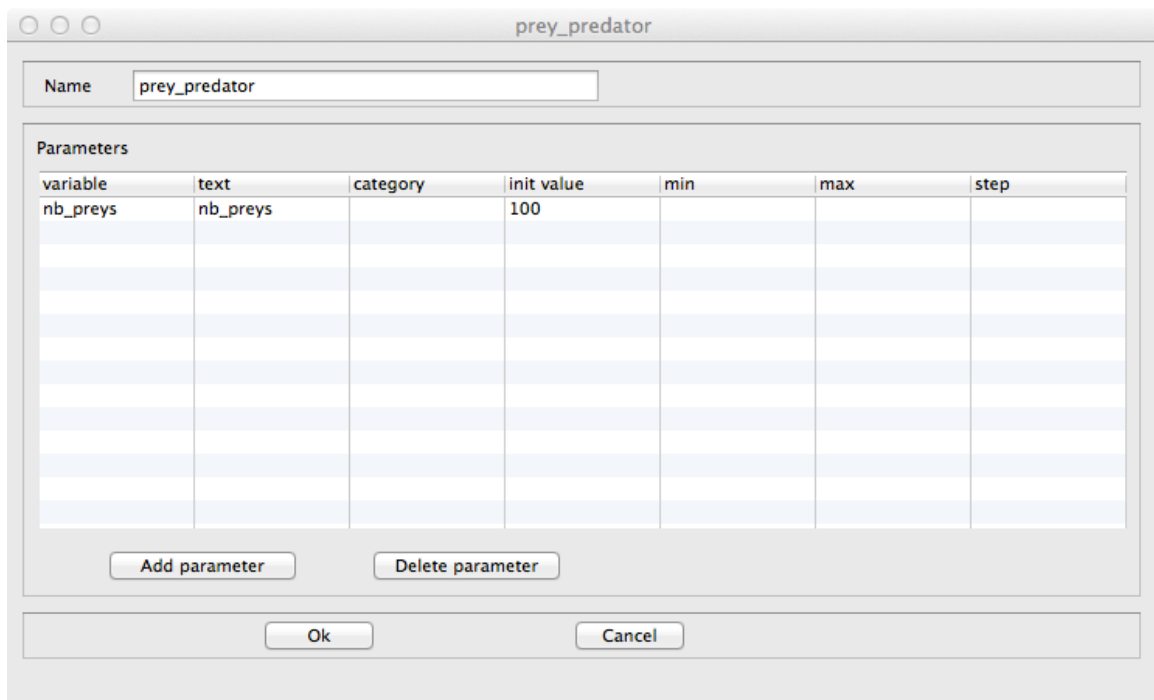 prey_predator
Name prey_predator
Parameters
variable text category init value min max step
nb_preys nb_preys 100
Add parameter Delete parameter
Ok Cancel